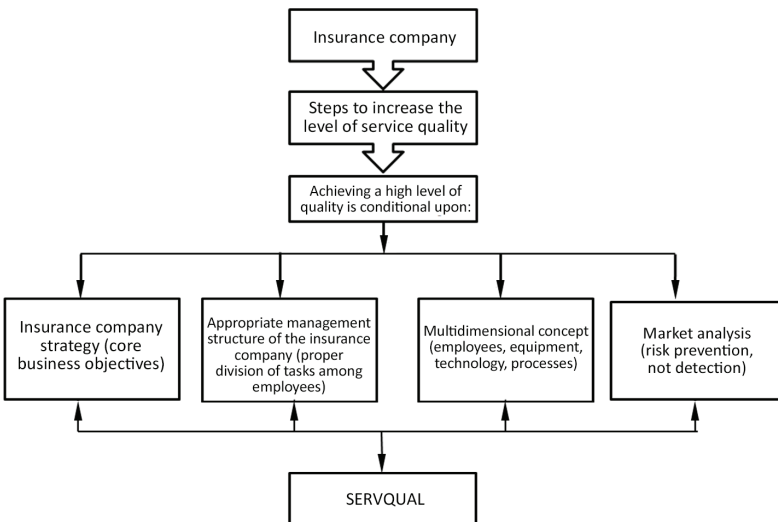 Insurance company
Steps to increase the
level of service quality
Achieving a high level of
quality is conditional upon:
Insurance company
strategy (core
business objectives)
Appropriate management
structure of the insurance
company (proper
division of tasks among
employees)
Multidimensional concept
(employees, equipment,
technology, processes)
Market analysis
(risk prevention,
not detection)
SERVQUAL